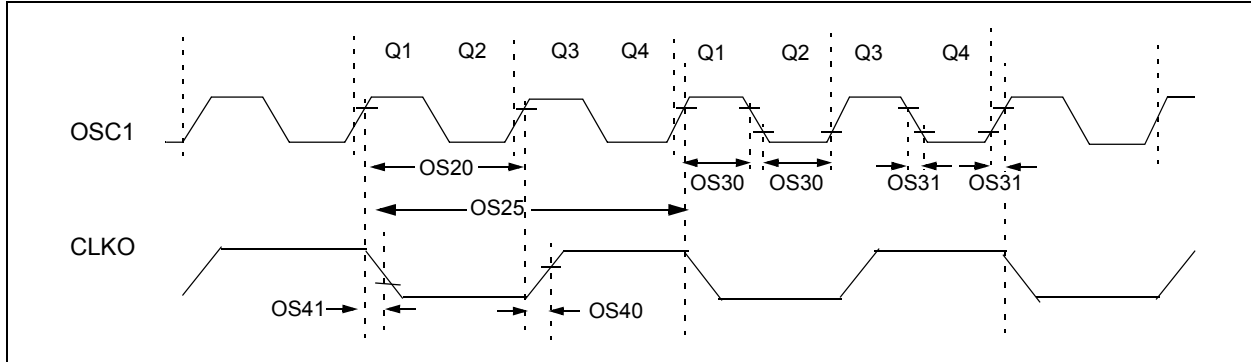 Q1 Q2 Q3 Q4 Q1 Q2 Q3 Q4
OSC1
OS20
OS30 OS30 OS31 OS31
OS25
CLKO
OS41 OS40